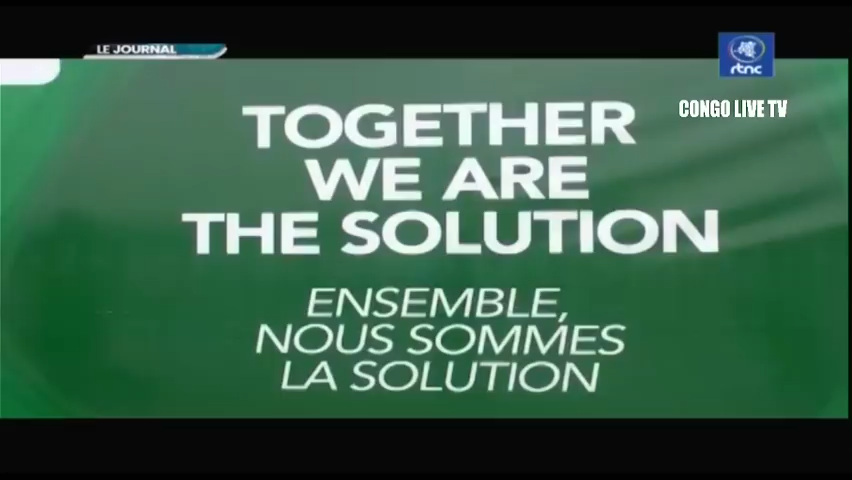 LE JOURNAL
rtnc
CONGO LIVE TV
TOGETHER
WE ARE
THE SOLUTION
ENSEMBLE,
NOUS SOMMES
LA SOLUTION